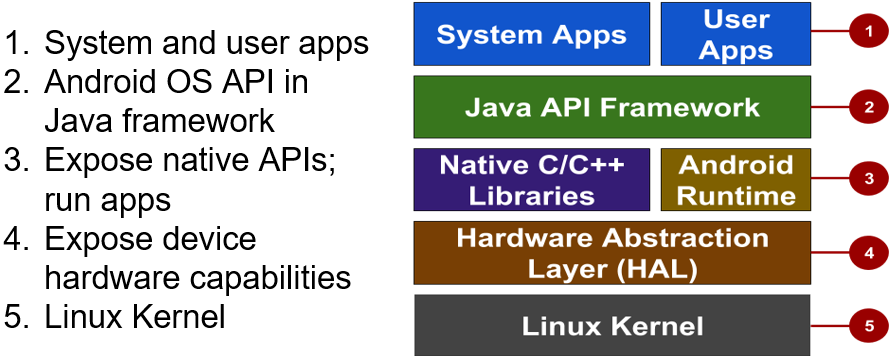 1. System and user apps
2. Android OS API in
Java framework
3. Expose native APIs;
run apps
4. Expose device
hardware capabilities
5. Linux Kernel
System Apps
User
Apps
1
Java API Framework
2
Native C/C++
Libraries
Android
Runtime
3
Hardware Abstraction
Layer (HAL)
4
Linux Kernel
5